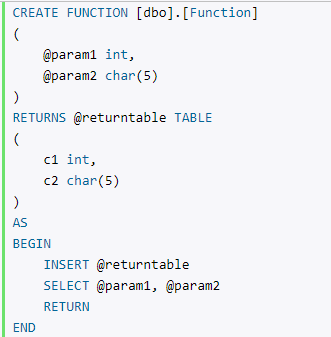 CREATE FUNCTION [dbo].[Function]
(
    @param1 int,
    @param2 char(5)
)
RETURNS @returntable TABLE
(
    c1 int,
    c2 char(5)
)
AS
BEGIN
    INSERT @returntable
    SELECT @param1, @param2
    RETURN
END